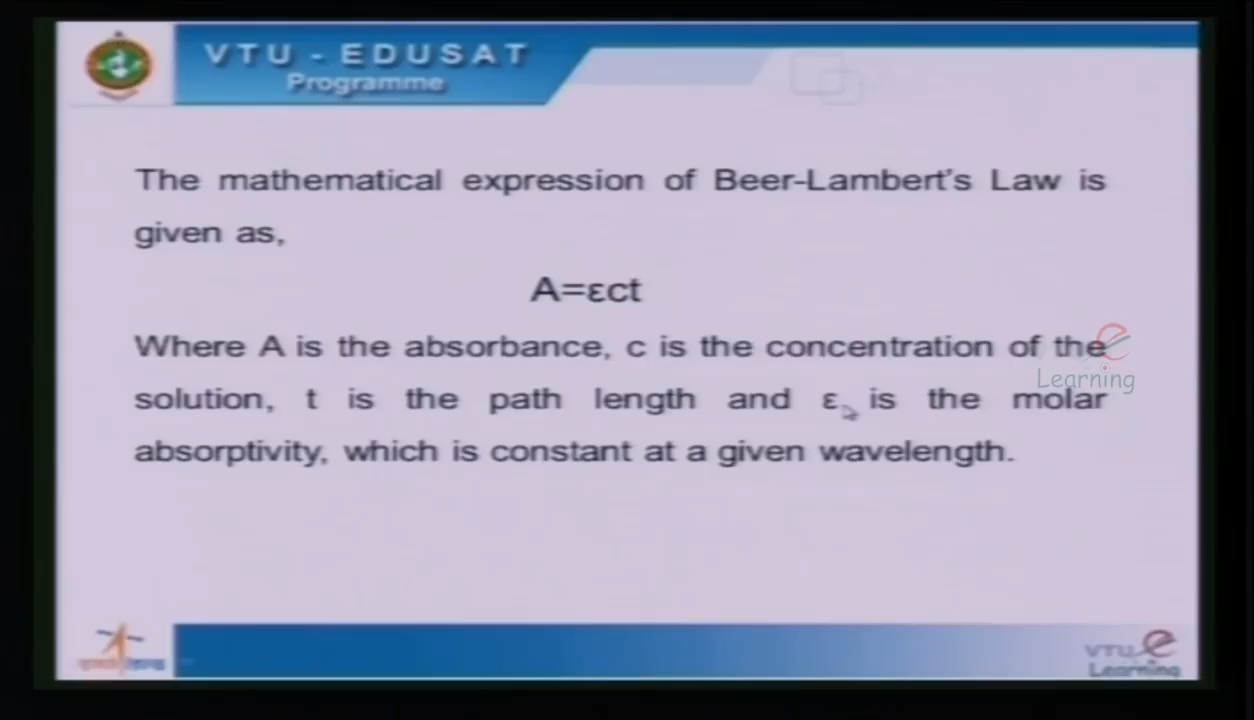 VTU - EDUSAT
Programme
The mathematical expression of Beer-Lambert's Law is
given as,
A=εct
Where A is the absorbance, c is the concentration of the
solution, t is the path length and ε is the molar
absorptivity, which is constant at a given wavelength.
e
Learning
VTU e
Learning